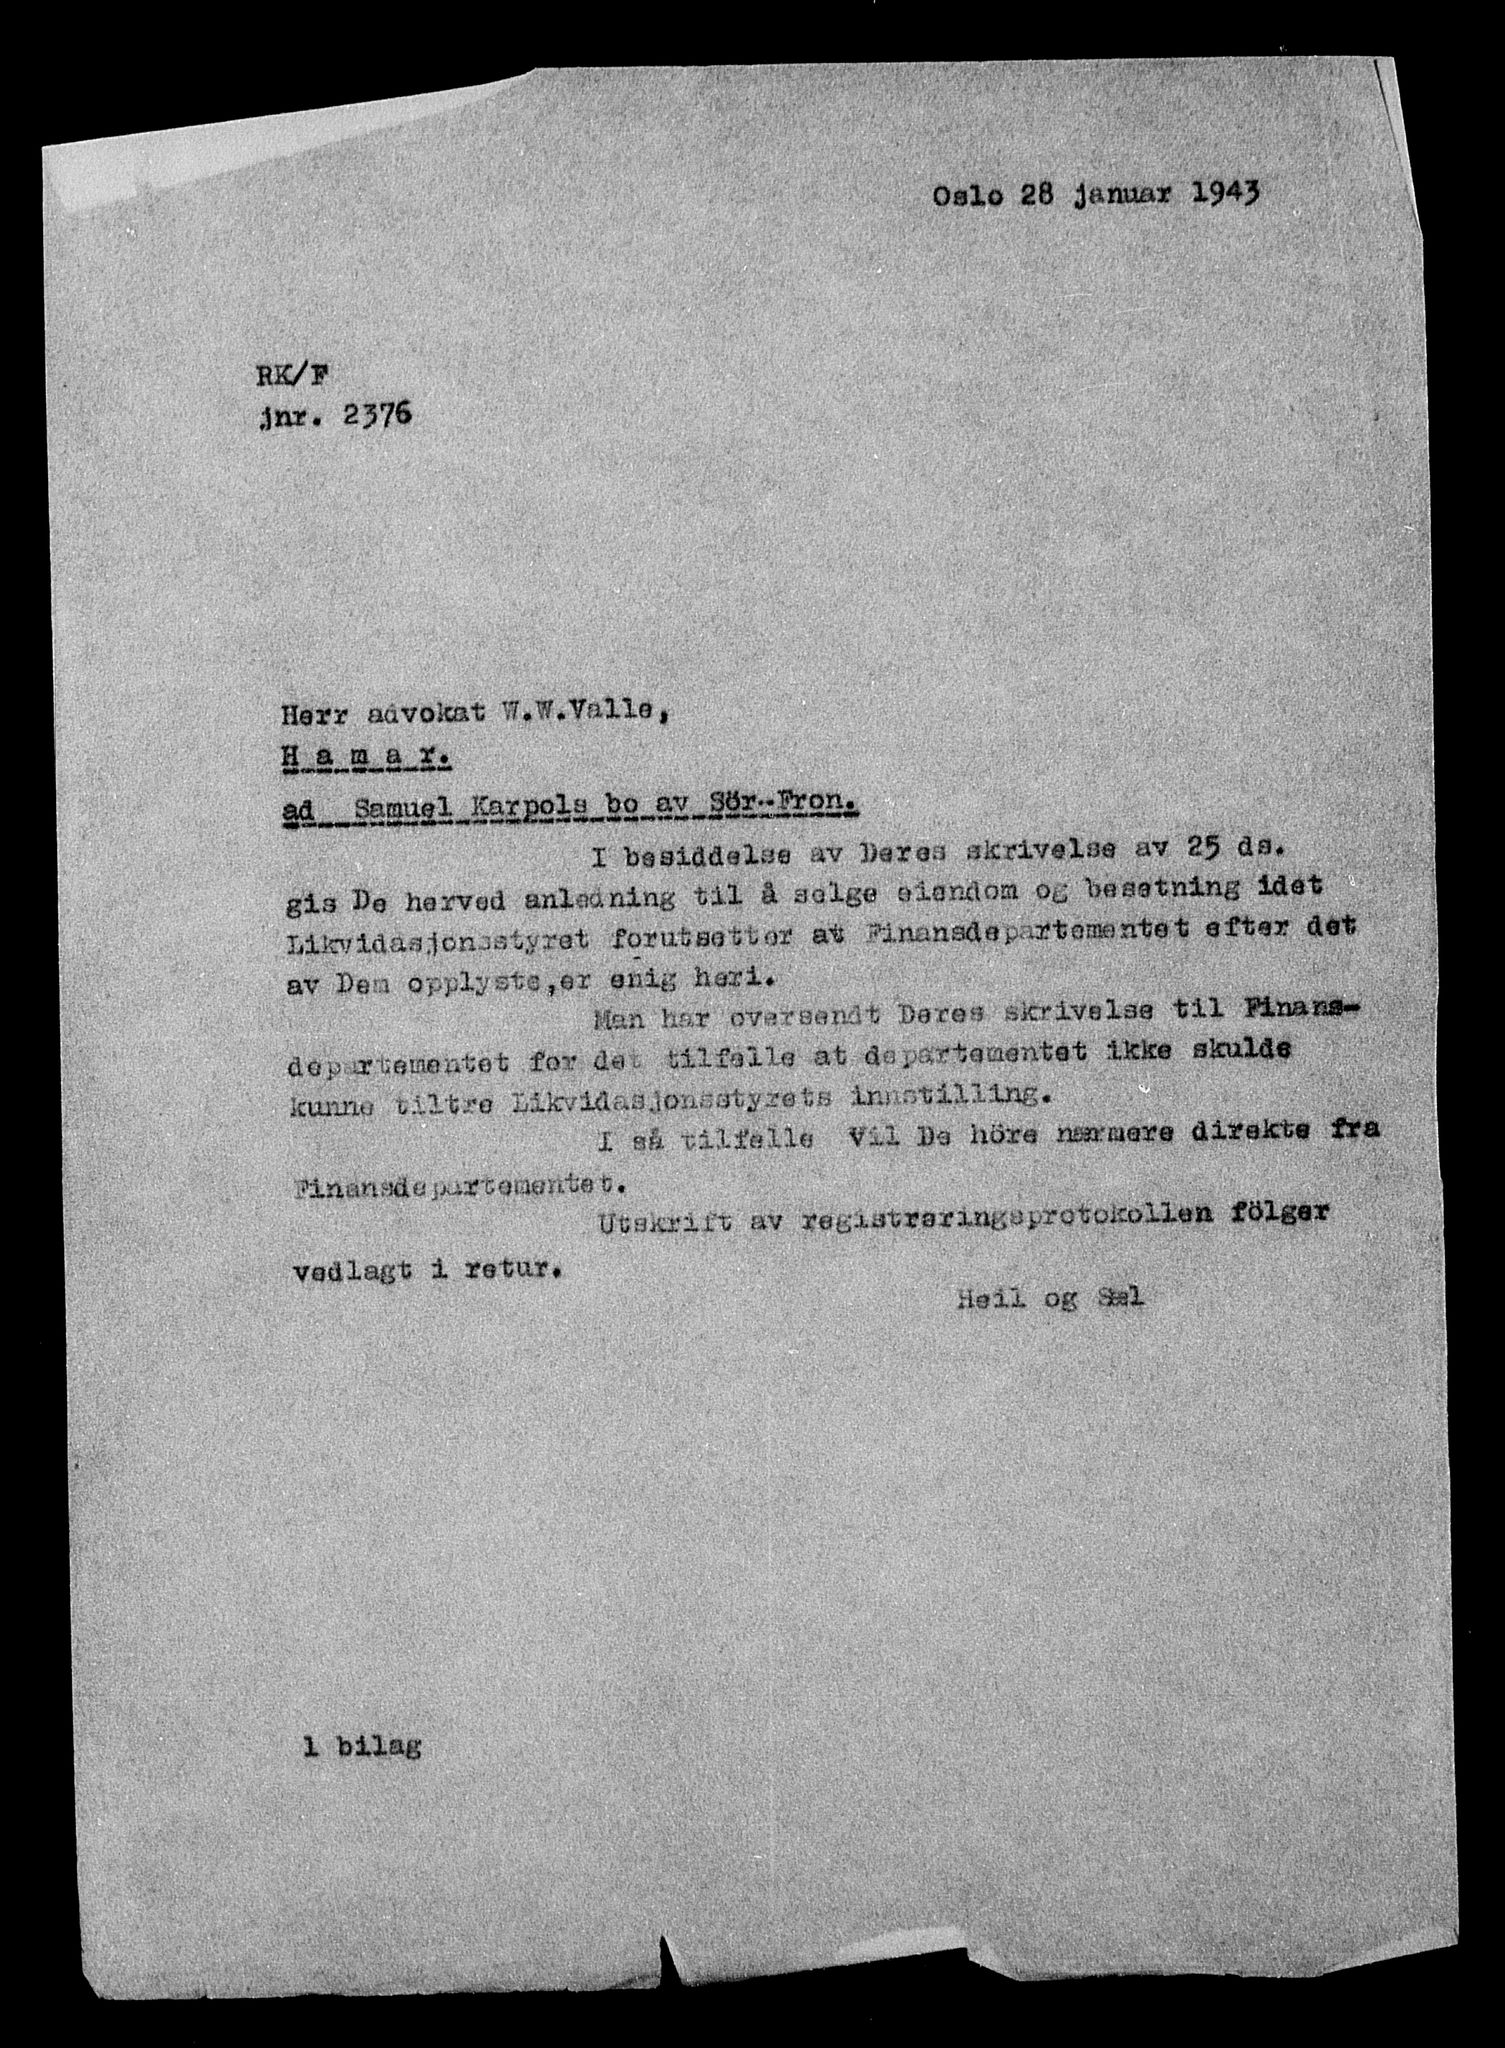 Oslo 28 januar 1943
RK/F
jnr. 2376
Herr advokat W.W.Valle,
H a m a r.
ad Samuel Karpols bo av Sör-Fron.
I besiddelse av Deres skrivelse av 25 ds.
gis De herved anledning til å selge eiendom og besetning idet
Likvidasjonsstyret forutsetter at Finansdepartementet efter det
av Dem opplyste,er enig heri.
Man har oversendt Deres skrivelse til Finans-
departementet for det tilfelle at departementet ikke skulde
kunne tiltre Likvidasjonsstyrets innstilling.
I så tilfelle Vil De höre nærmere direkte fra
Finansdepartementet.
Utskrift av registreringsprotokollen fölger
vedlagt i retur.
Heil og Sæl
1 bilag